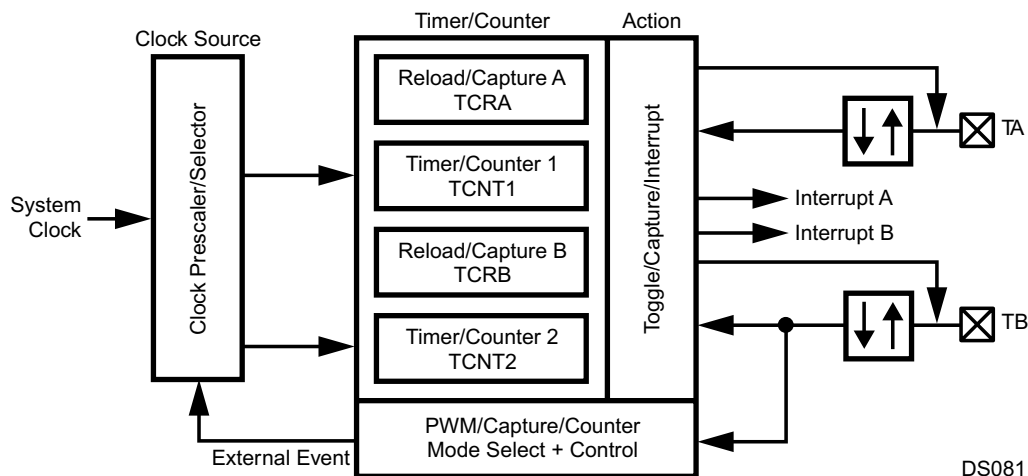 Timer/Counter
Action
Clock Source
Clock Prescaler/Selector
System
Clock
Reload/Capture A
TCRA
Timer/Counter 1
TCNT1
Reload/Capture B
TCRB
Timer/Counter 2
TCNT2
Toggle/Capture/Interrupt
TA
Interrupt A
Interrupt B
TB
PWM/Capture/Counter
Mode Select + Control
External Event
DS081